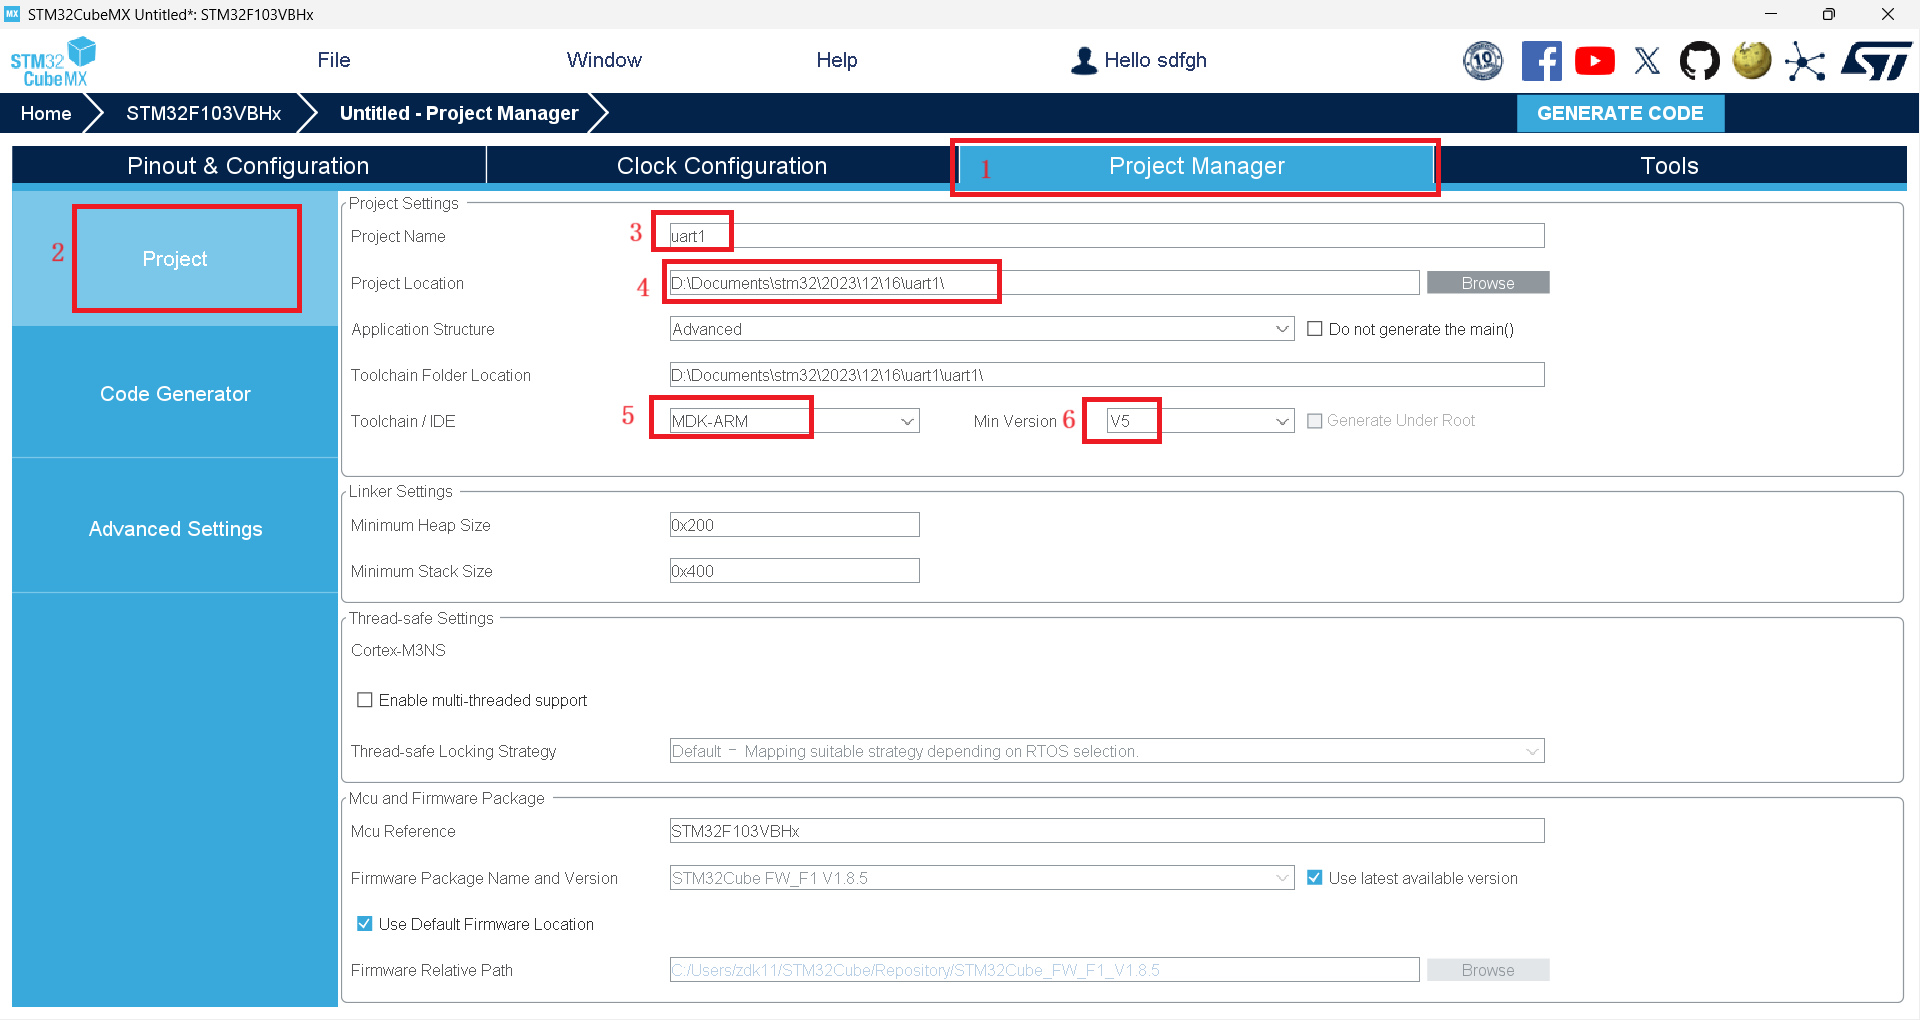 MX STM32CubeMX Untitled*: STM32F103VBHx
STM32 CubeMX
File Window Help Hello sdfgh
10
Home STM32F103VBHx Untitled - Project Manager GENERATE CODE
Pinout & Configuration Clock Configuration 1 Project Manager Tools
2 Project
Code Generator
Advanced Settings
Project Settings
Project Name 3 uart1
Project Location 4 D:\Documents\stm32\2023\12\16\uart1\ Browse
Application Structure Advanced Do not generate the main()
Toolchain Folder Location D:\Documents\stm32\2023\12\16\uart1\uart1\
Toolchain / IDE 5 MDK-ARM Min Version 6 V5 Generate Under Root
Linker Settings
Minimum Heap Size 0x200
Minimum Stack Size 0x400
Thread-safe Settings
Cortex-M3NS
Enable multi-threaded support
Thread-safe Locking Strategy Default - Mapping suitable strategy depending on RTOS selection.
Mcu and Firmware Package
Mcu Reference STM32F103VBHx
Firmware Package Name and Version STM32Cube FW_F1 V1.8.5 Use latest available version
Use Default Firmware Location
Firmware Relative Path C:/Users/zdk11/STM32Cube/Repository/STM32Cube_FW_F1_V1.8.5 Browse